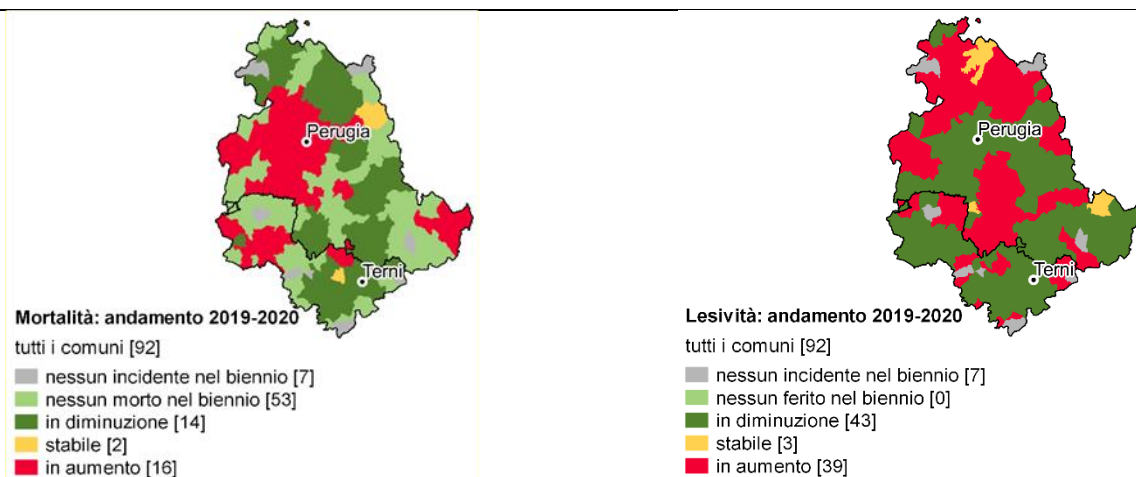 Perugia
Terni
Mortalità: andamento 2019-2020
tutti i comuni [92]
nessun incidente nel biennio [7]
nessun morto nel biennio [53]
in diminuzione [14]
stabile [2]
in aumento [16]
Perugia
Terni
Lesività: andamento 2019-2020
tutti i comuni [92]
nessun incidente nel biennio [7]
nessun ferito nel biennio [0]
in diminuzione [43]
stabile [3]
in aumento [39]